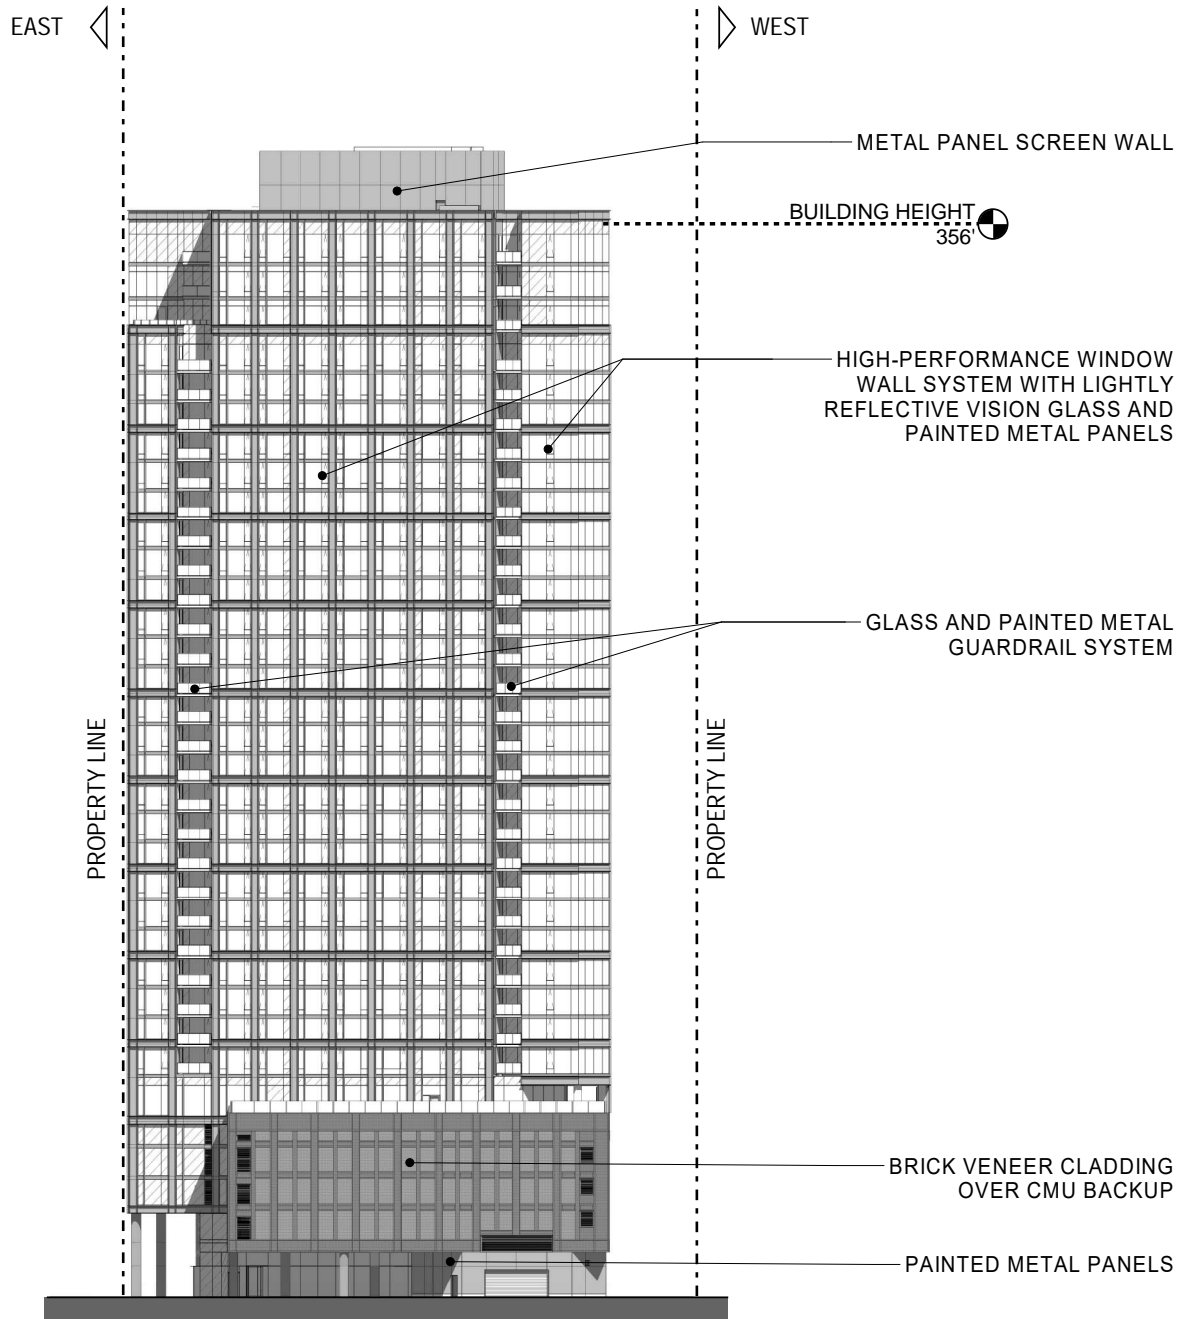 EAST
WEST
METAL PANEL SCREEN WALL
BUILDING HEIGHT
356'
HIGH-PERFORMANCE WINDOW
WALL SYSTEM WITH LIGHTLY
REFLECTIVE VISION GLASS AND
PAINTED METAL PANELS
GLASS AND PAINTED METAL
GUARDRAIL SYSTEM
PROPERTY LINE
PROPERTY LINE
BRICK VENEER CLADDING
OVER CMU BACKUP
PAINTED METAL PANELS